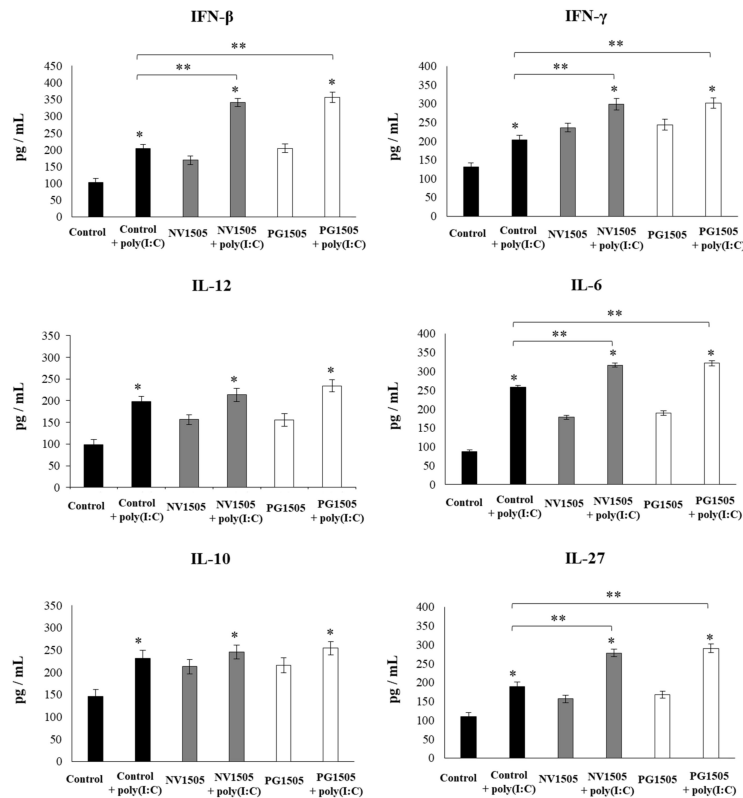 IFN-β
**
**
*
*
*
pg / mL
450
400
350
300
250
200
150
100
50
0
Control
Control
+ poly(I:C)
NV1505
NV1505
+ poly(I:C)
PG1505
PG1505
+ poly(I:C)
IFN-γ
**
**
*
*
*
pg / mL
400
350
300
250
200
150
100
50
0
Control
Control
+ poly(I:C)
NV1505
NV1505
+ poly(I:C)
PG1505
PG1505
+ poly(I:C)
IL-12
*
*
*
pg / mL
350
300
250
200
150
100
50
0
Control
Control
+ poly(I:C)
NV1505
NV1505
+ poly(I:C)
PG1505
PG1505
+ poly(I:C)
IL-6
**
**
*
*
*
pg / mL
400
350
300
250
200
150
100
50
0
Control
Control
+ poly(I:C)
NV1505
NV1505
+ poly(I:C)
PG1505
PG1505
+ poly(I:C)
IL-10
*
*
*
pg / mL
350
300
250
200
150
100
50
0
Control
Control
+ poly(I:C)
NV1505
NV1505
+ poly(I:C)
PG1505
PG1505
+ poly(I:C)
IL-27
**
**
*
*
*
pg / mL
400
350
300
250
200
150
100
50
0
Control
Control
+ poly(I:C)
NV1505
NV1505
+ poly(I:C)
PG1505
PG1505
+ poly(I:C)